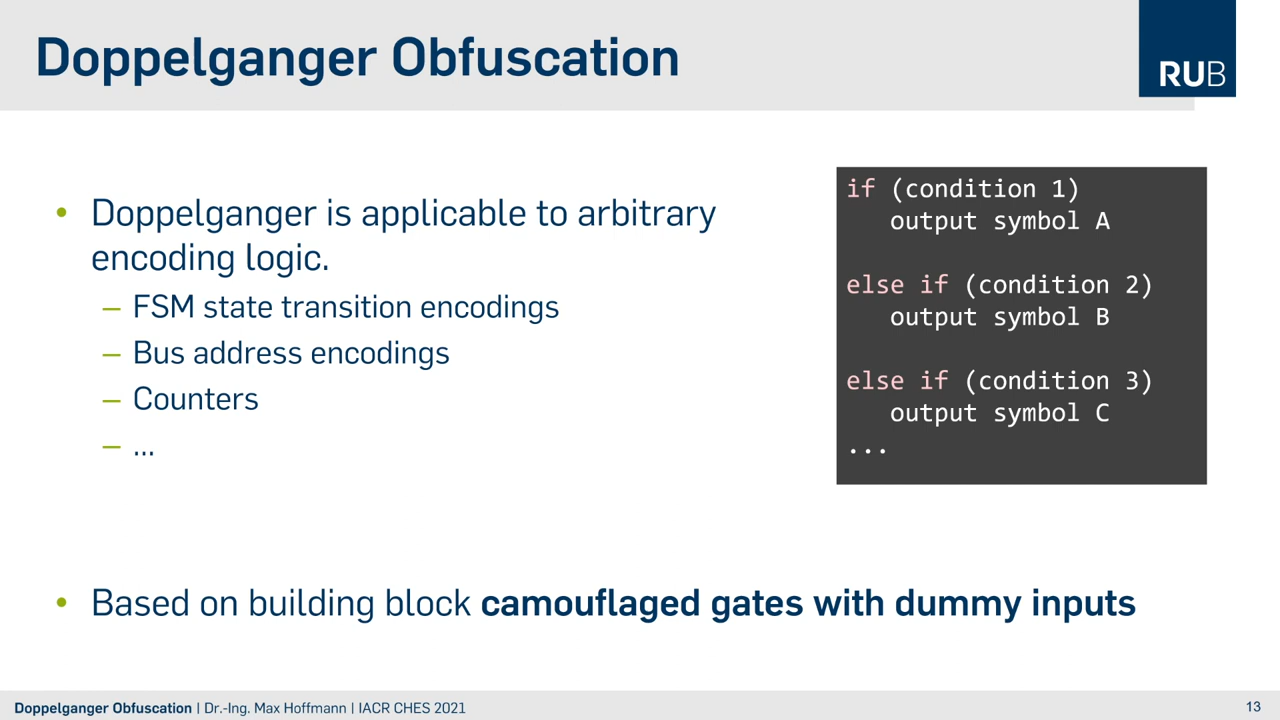 Doppelganger Obfuscation
RUB
• Doppelganger is applicable to arbitrary
encoding logic.
– FSM state transition encodings
– Bus address encodings
– Counters
– ...
if (condition 1)
output symbol A
else if (condition 2)
output symbol B
else if (condition 3)
output symbol C
...
• Based on building block camouflaged gates with dummy inputs
Doppelganger Obfuscation | Dr.-Ing. Max Hoffmann | IACR CHES 2021
13